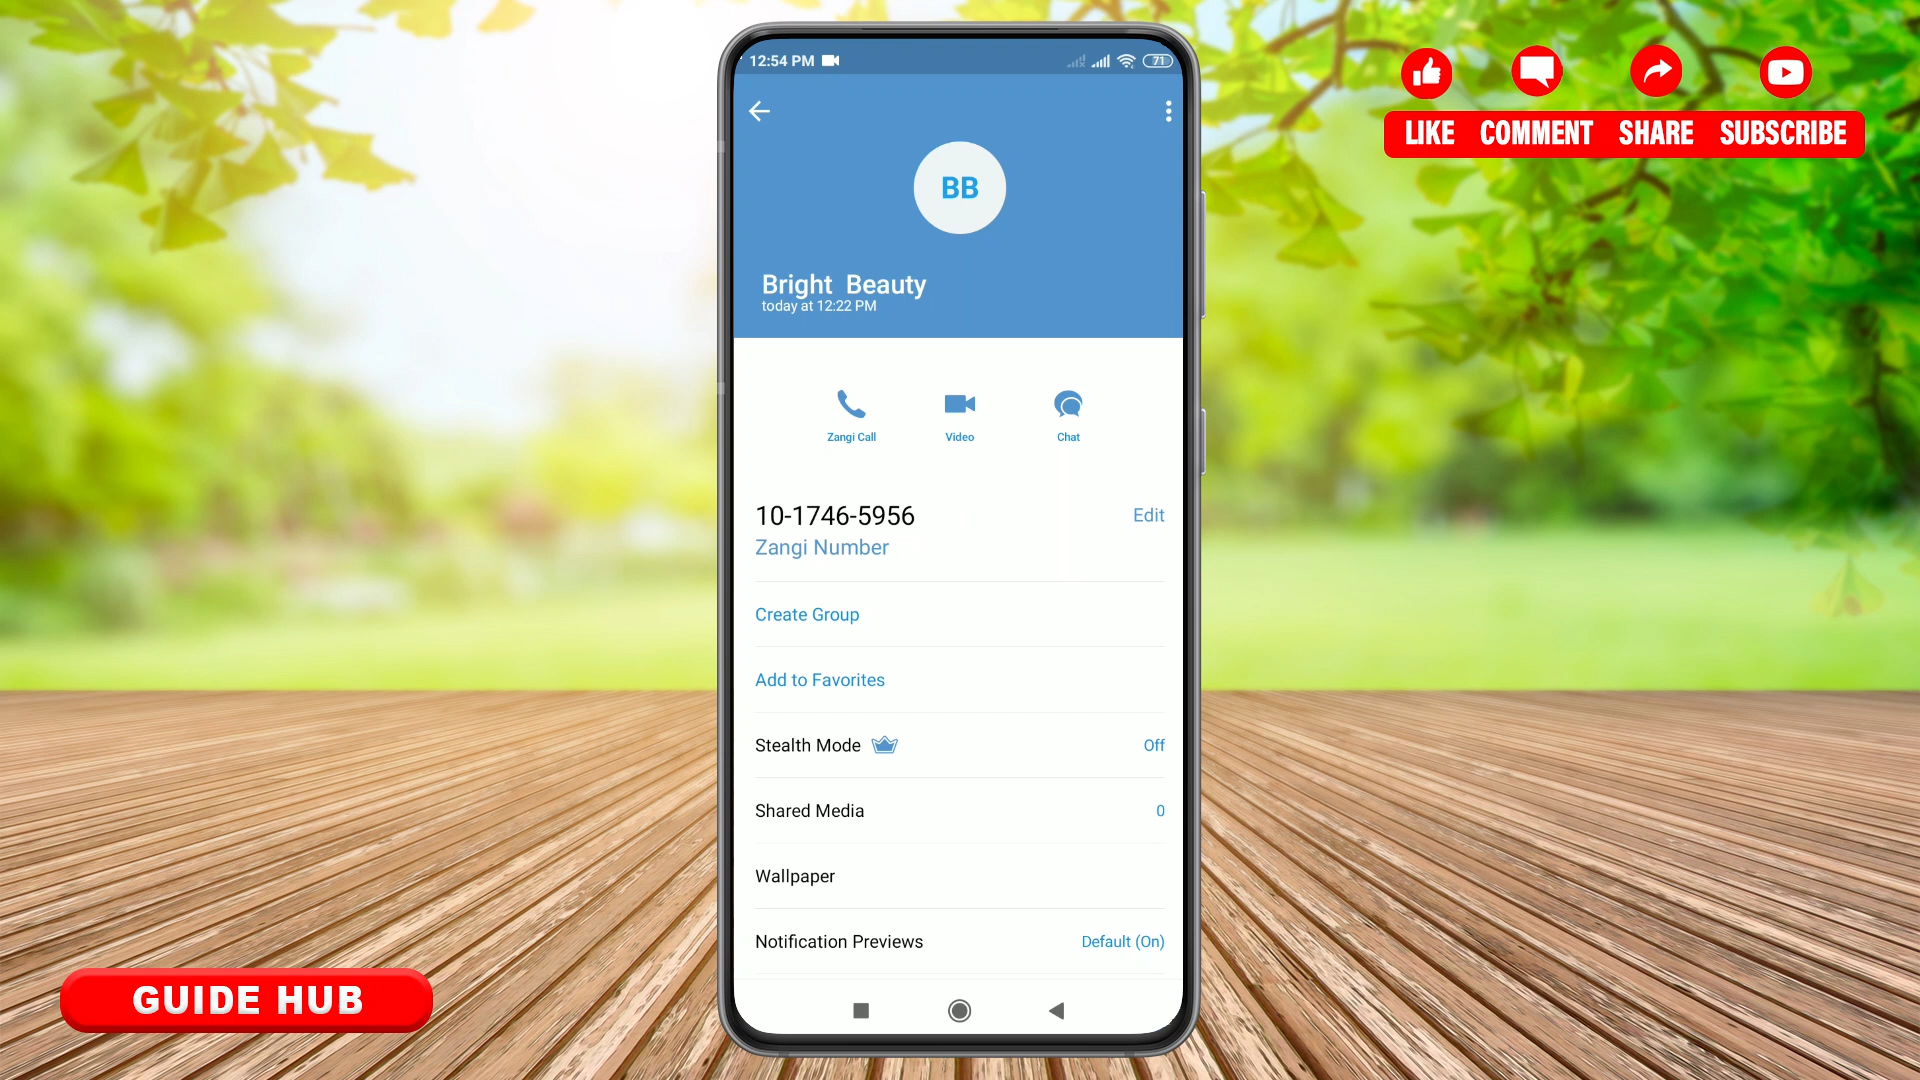 12:54 PM
71
LIKE COMMENT SHARE SUBSCRIBE
BB
Bright Beauty
today at 12:22 PM
Zangi Call Video Chat
10-1746-5956 Edit
Zangi Number
Create Group
Add to Favorites
Stealth Mode Off
Shared Media 0
Wallpaper
Notification Previews Default (On)
GUIDE HUB